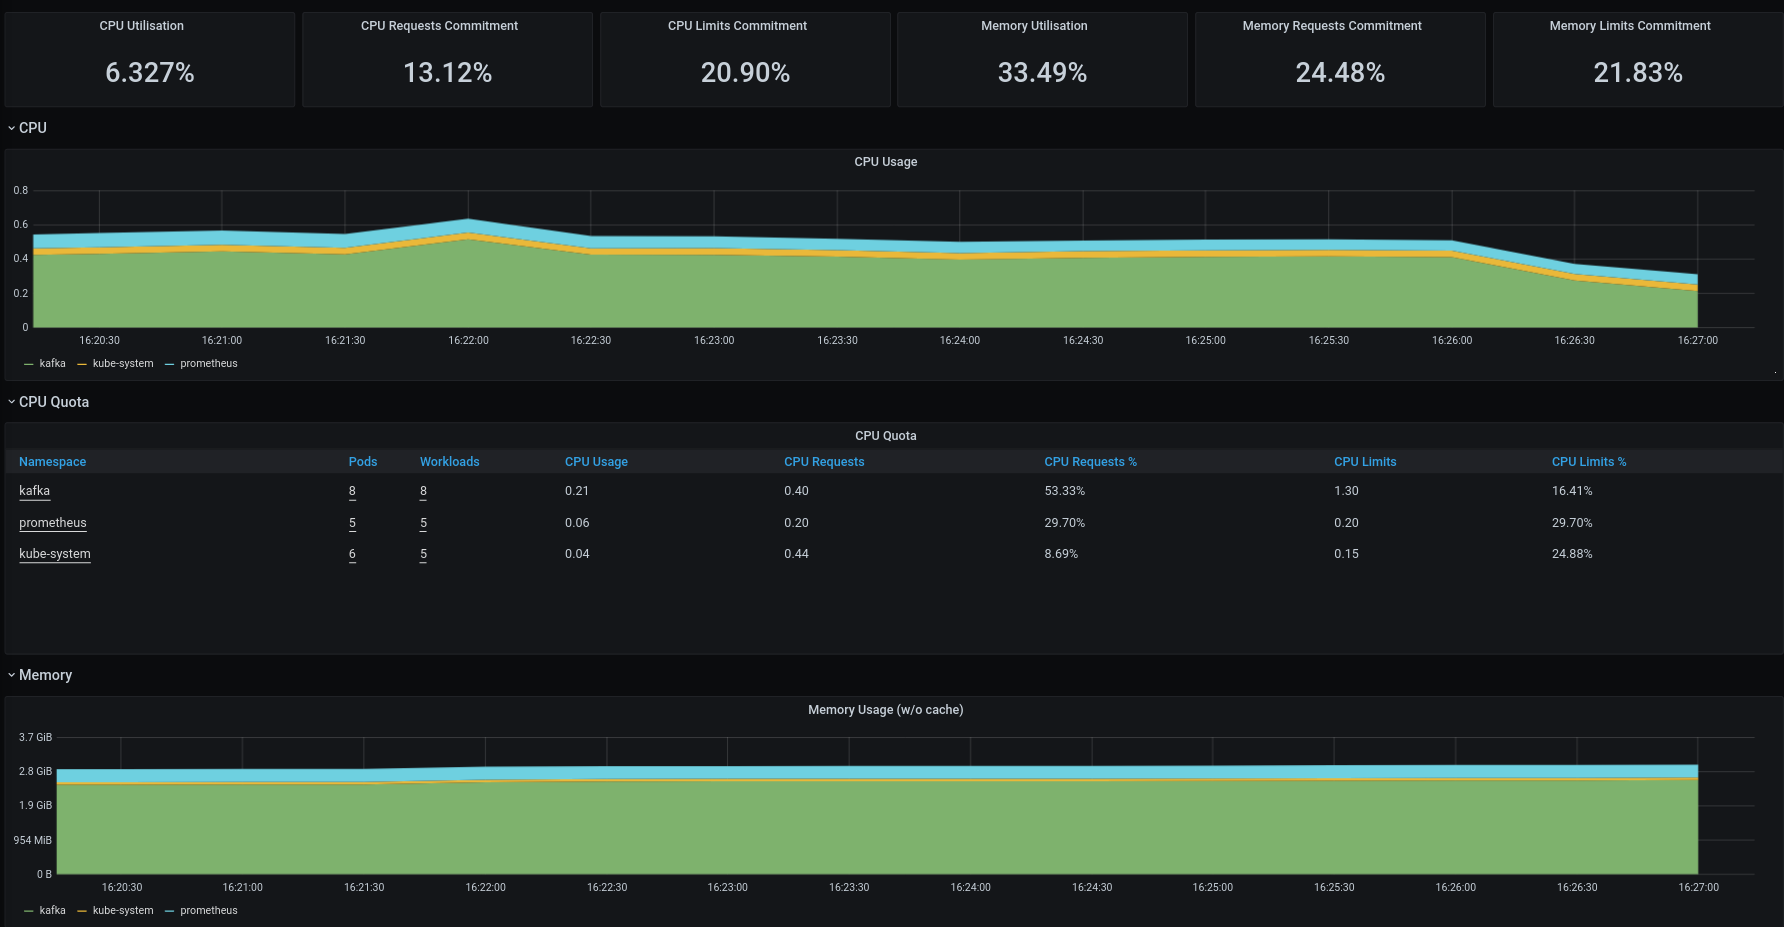 CPU Utilisation
6.327%
CPU Requests Commitment
13.12%
CPU Limits Commitment
20.90%
Memory Utilisation
33.49%
Memory Requests Commitment
24.48%
Memory Limits Commitment
21.83%
CPU
CPU Usage
0.8
0.6
0.4
0.2
0
16:20:30 16:21:00 16:21:30 16:22:00 16:22:30 16:23:00 16:23:30 16:24:00 16:24:30 16:25:00 16:25:30 16:26:00 16:26:30 16:27:00
kafka kube-system prometheus
CPU Quota
CPU Quota
Namespace Pods Workloads CPU Usage CPU Requests CPU Requests % CPU Limits CPU Limits %
kafka 8 8 0.21 0.40 53.33% 1.30 16.41%
prometheus 5 5 0.06 0.20 29.70% 0.20 29.70%
kube-system 6 5 0.04 0.44 8.69% 0.15 24.88%
Memory
Memory Usage (w/o cache)
3.7 GiB
2.8 GiB
1.9 GiB
954 MiB
0 B
16:20:30 16:21:00 16:21:30 16:22:00 16:22:30 16:23:00 16:23:30 16:24:00 16:24:30 16:25:00 16:25:30 16:26:00 16:26:30 16:27:00
kafka kube-system prometheus